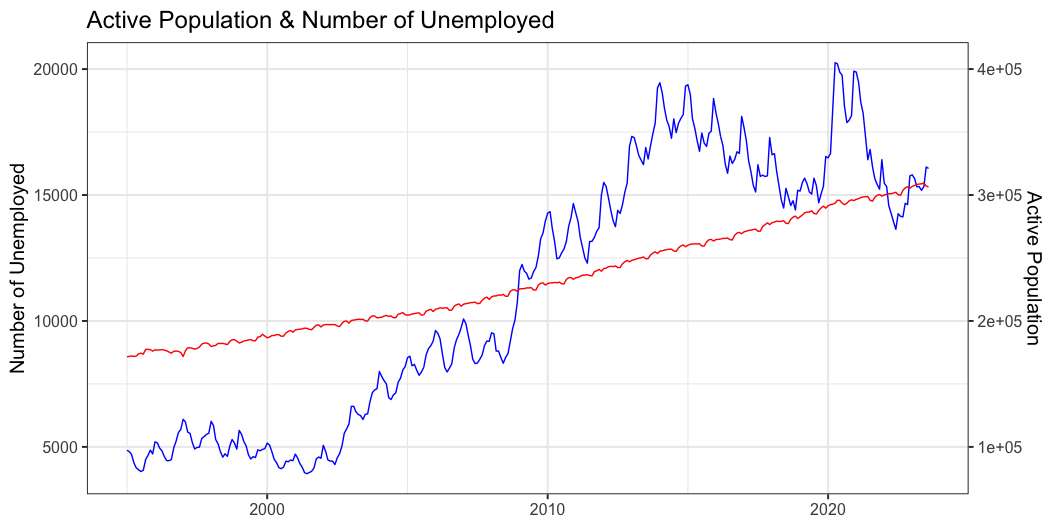 Active Population & Number of Unemployed
20000
15000
10000
5000
Number of Unemployed
4e+05
3e+05
2e+05
1e+05
Active Population
2000
2010
2020